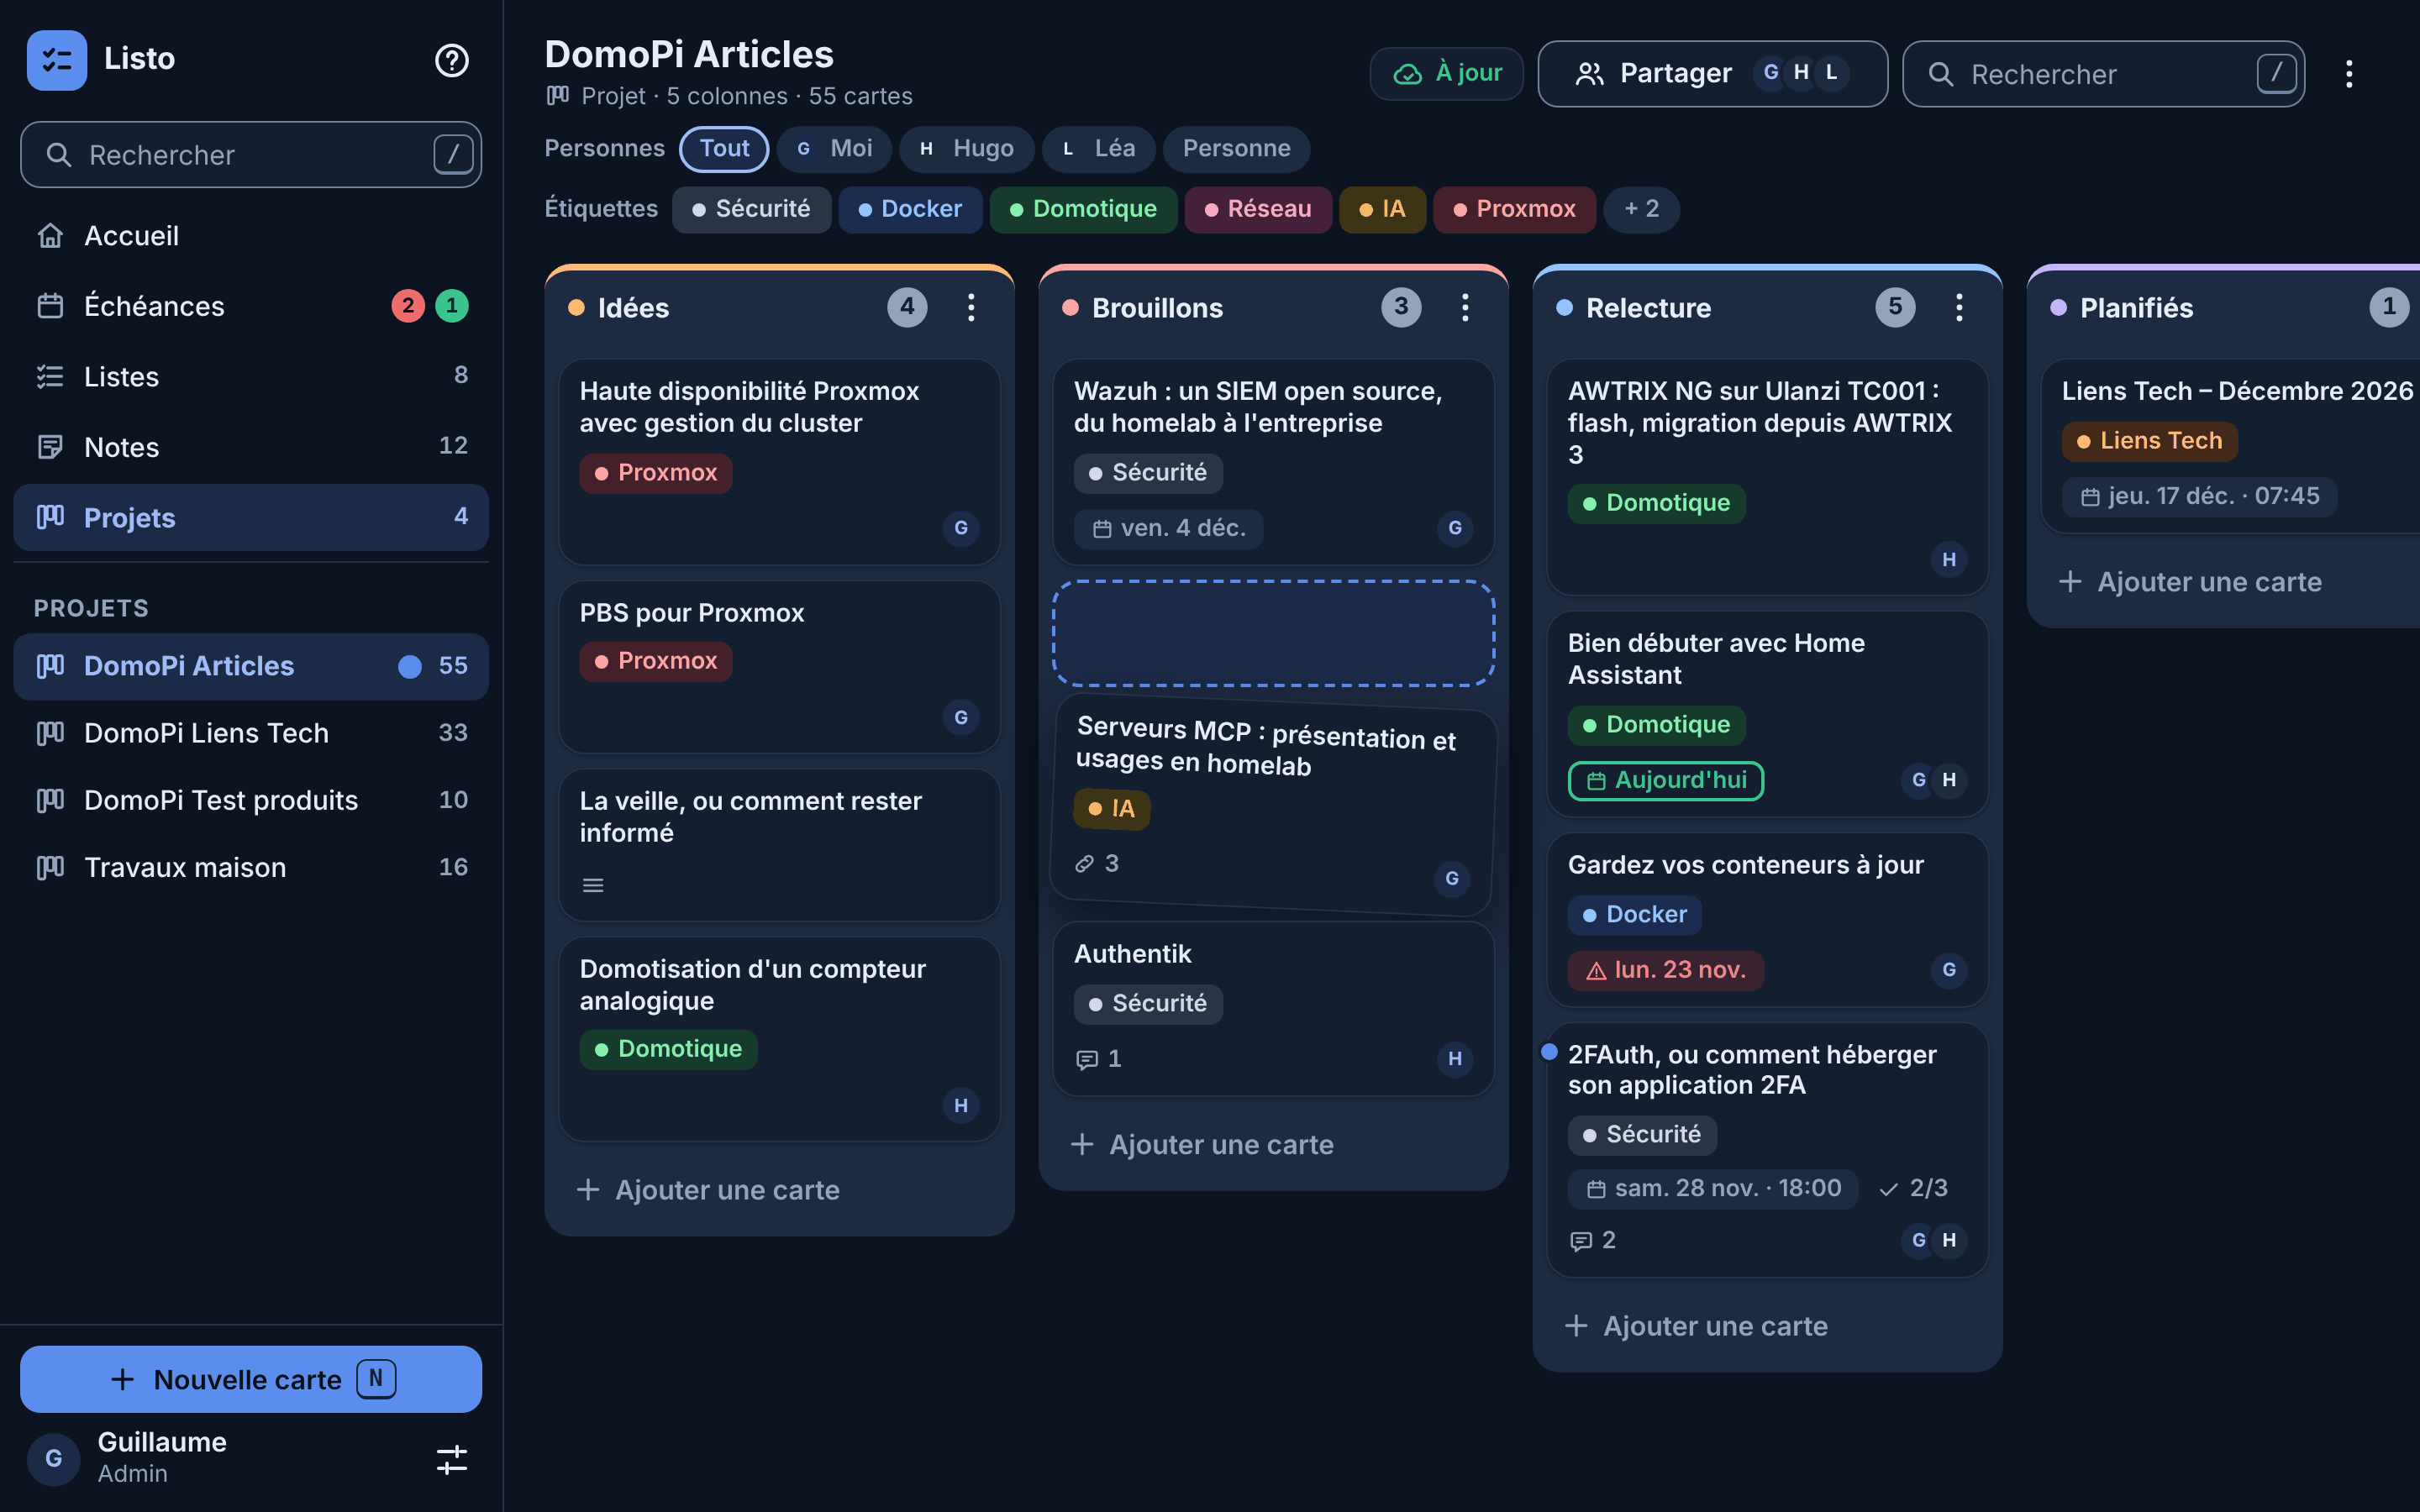 Listo
Rechercher /
Accueil
Échéances 2 1
Listes 8
Notes 12
Projets 4
PROJETS
DomoPi Articles 55
DomoPi Liens Tech 33
DomoPi Test produits 10
Travaux maison 16
Nouvelle carte N
G Guillaume
Admin
DomoPi Articles
Projet · 5 colonnes · 55 cartes
À jour
Partager G H L
Rechercher /
Personnes Tout G Moi H Hugo L Léa Personne
Étiquettes Sécurité Docker Domotique Réseau IA Proxmox + 2
Idées 4
Haute disponibilité Proxmox
avec gestion du cluster
Proxmox
G
PBS pour Proxmox
Proxmox
G
La veille, ou comment rester
informé
Domotisation d'un compteur
analogique
Domotique
H
Ajouter une carte
Brouillons 3
Wazuh : un SIEM open source,
du homelab à l'entreprise
Sécurité
ven. 4 déc. G
Serveurs MCP : présentation et
usages en homelab
IA
3 G
Authentik
Sécurité
1 H
Ajouter une carte
Relecture 5
AWTRIX NG sur Ulanzi TC001 :
flash, migration depuis AWTRIX
3
Domotique
H
Bien débuter avec Home
Assistant
Domotique
Aujourd'hui G H
Gardez vos conteneurs à jour
Docker
lun. 23 nov. G
2FAuth, ou comment héberger
son application 2FA
Sécurité
sam. 28 nov. · 18:00 2/3
2 G H
Ajouter une carte
Planifiés 1
Liens Tech – Décembre 2026
Liens Tech
jeu. 17 déc. · 07:45
Ajouter une carte